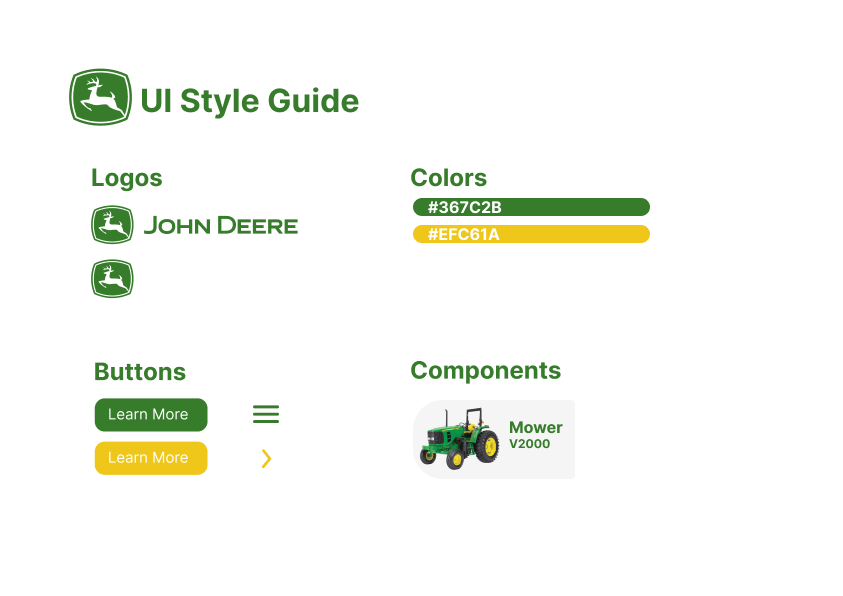 UI Style Guide
Logos
JOHN DEERE
Colors
#367C2B
#EFC61A
Buttons
Learn More
Learn More
Components
Mower
V2000